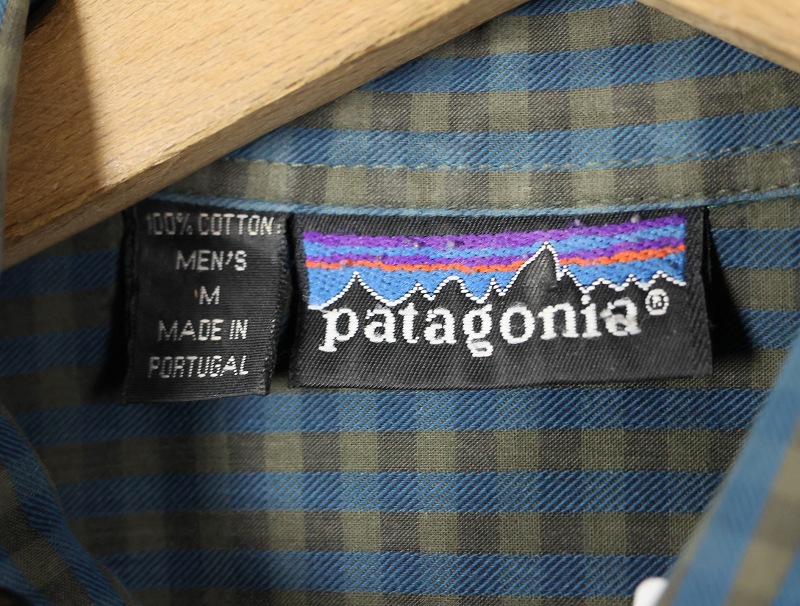 100% COTTON
MEN'S
M
MADE IN
PORTUGAL
patagonia®